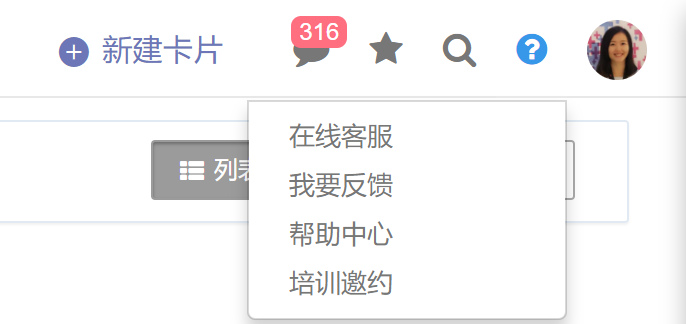 新建卡片
316
在线客服
我要反馈
列表
帮助中心
培训邀约